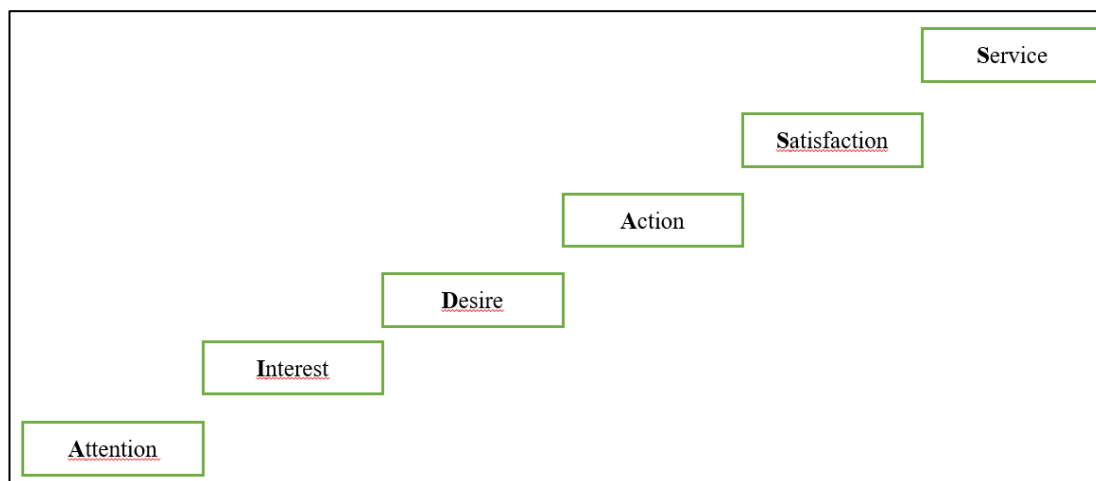 Service
Satisfaction
Action
Desire
Interest
Attention